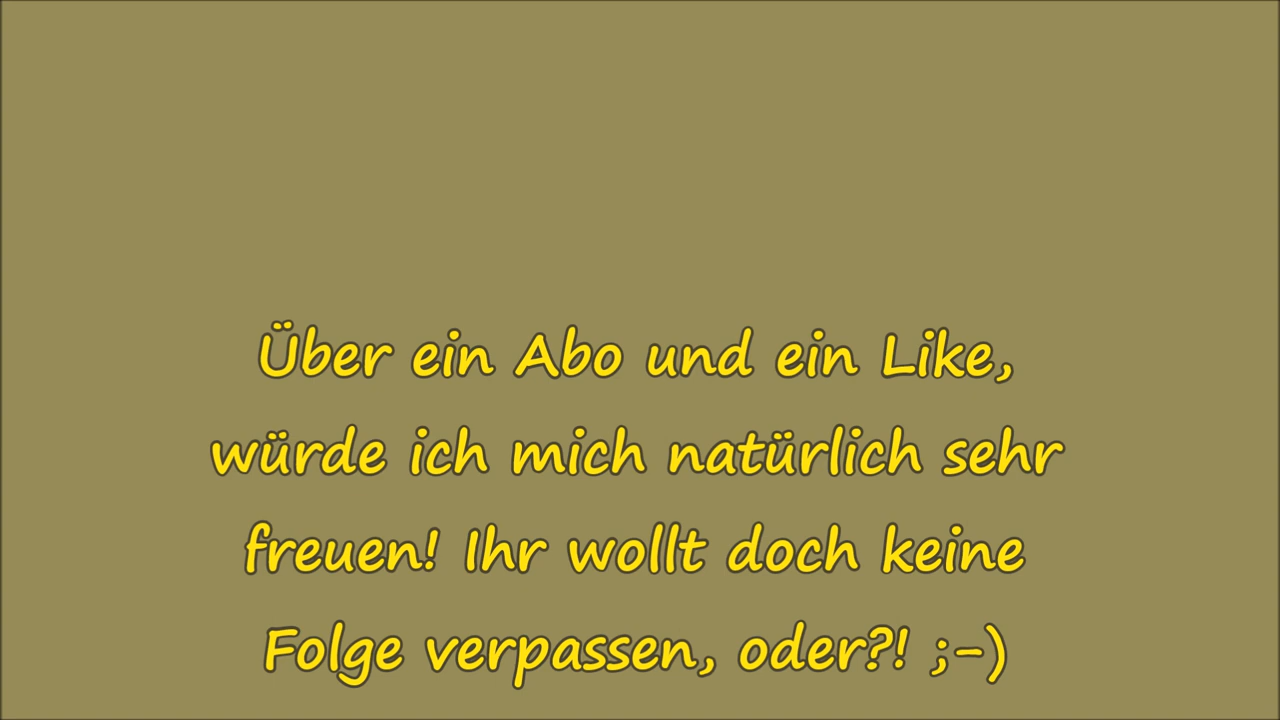 Über ein Abo und ein Like,
würde ich mich natürlich sehr
freuen! Ihr wollt doch keine
Folge verpassen, oder?! ;-)